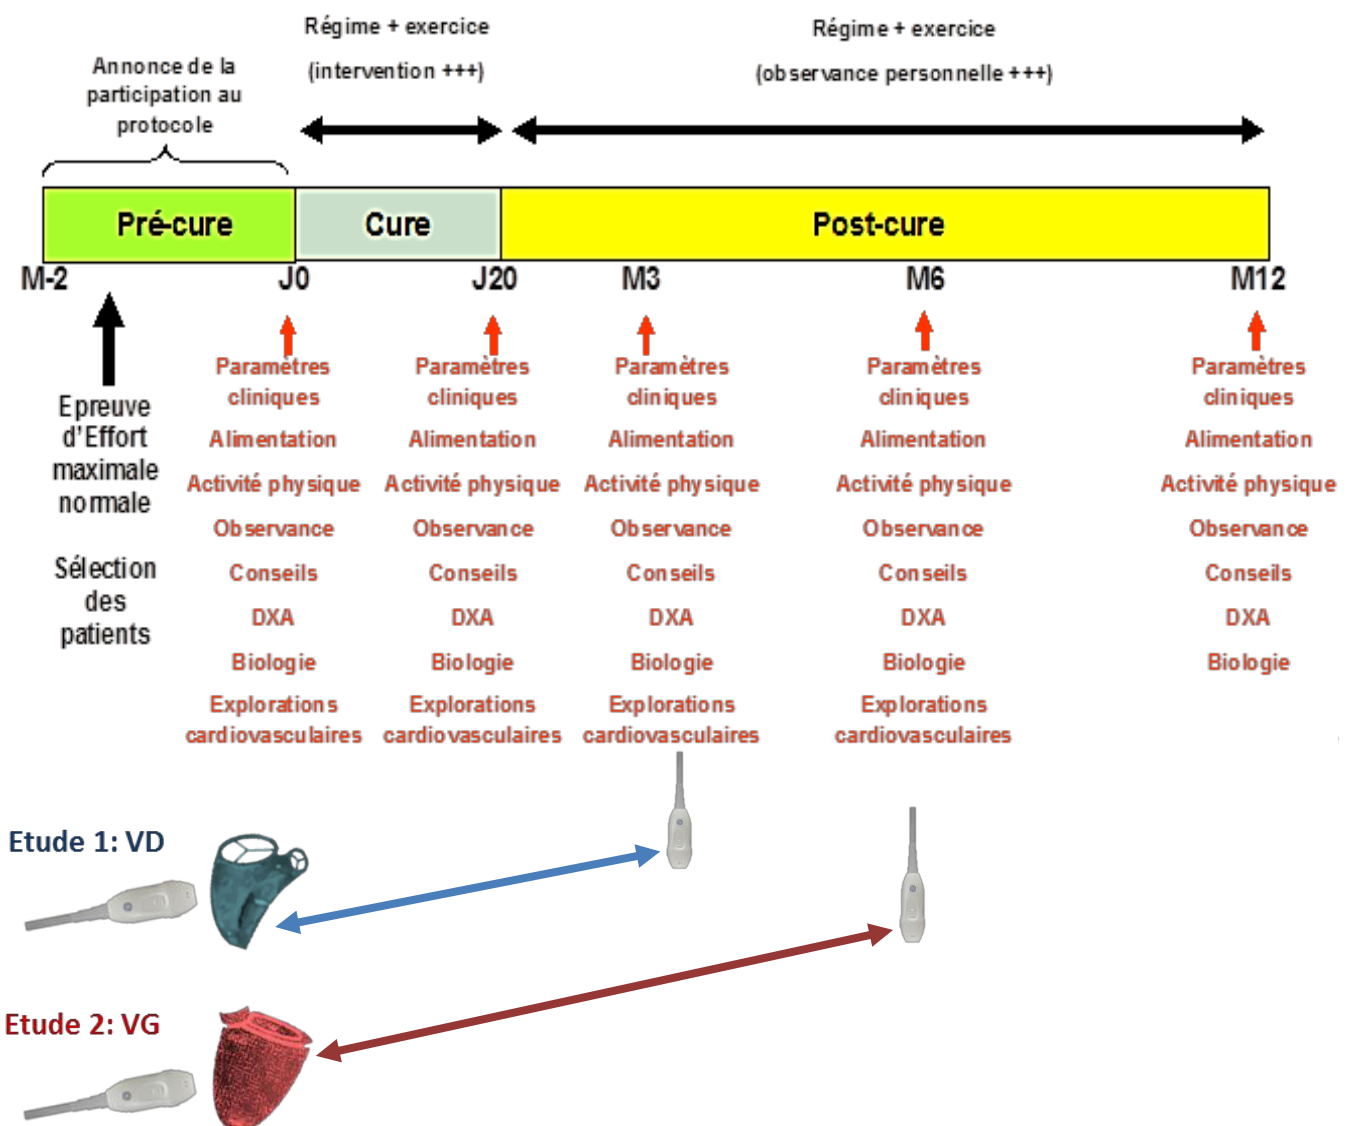 Régime + exercice
(intervention +++)
Régime + exercice
(observance personnelle +++)
Annonce de la
participation au
protocole
Pré-cure
Cure
Post-cure
M-2
J0
J20
M3
M6
M12
Epreuve
d'Effort
maximale
normale
Sélection
des
patients
Paramètres
cliniques
Alimentation
Activité physique
Observance
Conseils
DXA
Biologie
Explorations
cardiovasculaires
Paramètres
cliniques
Alimentation
Activité physique
Observance
Conseils
DXA
Biologie
Explorations
cardiovasculaires
Paramètres
cliniques
Alimentation
Activité physique
Observance
Conseils
DXA
Biologie
Explorations
cardiovasculaires
Paramètres
cliniques
Alimentation
Activité physique
Observance
Conseils
DXA
Biologie
Explorations
cardiovasculaires
Paramètres
cliniques
Alimentation
Activité physique
Observance
Conseils
DXA
Biologie
Etude 1: VD
Etude 2: VG